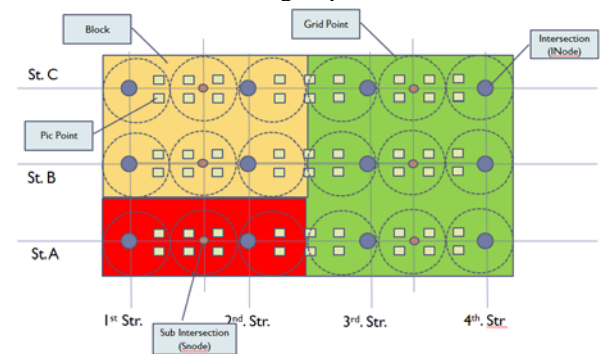 Block
Grid Point
Intersection
(INode)
St. C
Pic Point
St. B
St. A
1st Str.
2nd. Str.
3rd. Str.
4th. Str
Sub Intersection
(Snode)